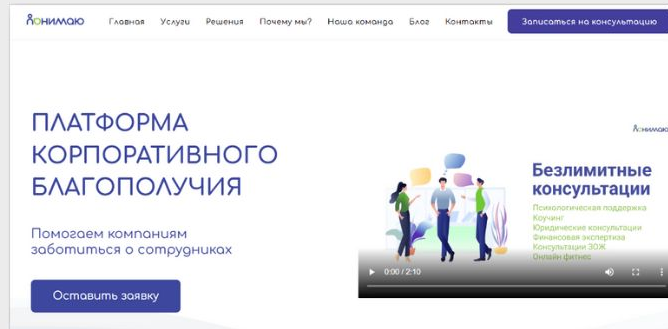 Понимаю
Главная
Услуги
Решения
Почему мы?
Наша команда
Блог
Контакты
Записаться на консультацию
ПЛАТФОРМА
КОРПОРАТИВНОГО
БЛАГОПОЛУЧИЯ
Помогаем компаниям
заботиться о сотрудниках
Оставить заявку
Понимаю
Безлимитные
консультации
Психологическая поддержка
Коучинг
Юридические консультации
Финансовая экспертиза
Консультации ЗОЖ
Онлайн фитнес
0:00 / 2:10